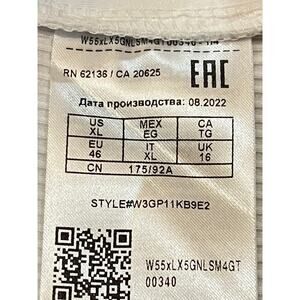 W55xLX5GNLSM4GT00340
RN 62136 / CA 20625
EAC
Дата производства: 08.2022
US MEX CA
XL EG TG
EU IT UK
46 XL 16
CN 175/92A
STYLE#W3GP11KB9E2
W55xLX5GNLSM4GT
00340